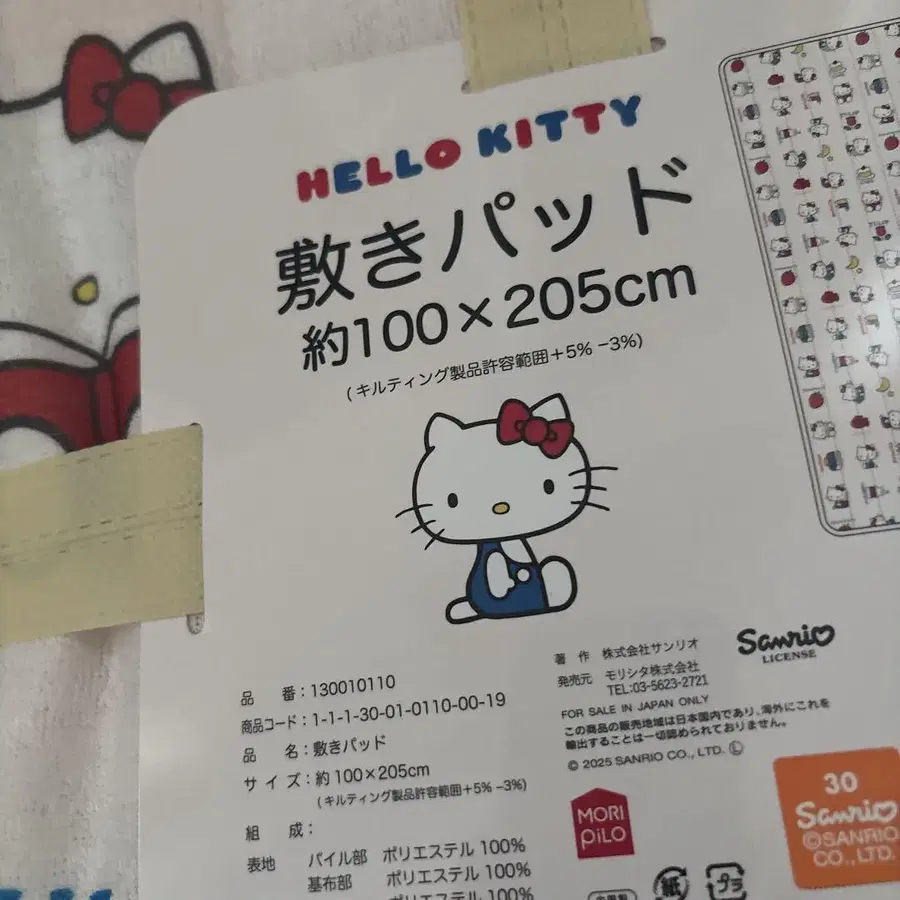 HELLO KITTY
敷きパッド
約100×205cm
(キルティング製品許容範囲+5% −3%)
品 番:130010110
商品コード:1-1-1-30-01-0110-00-19
品 名:敷きパッド
サイズ:約100×205cm
(キルティング製品許容範囲+5% −3%)
組 成:
表地 パイル部 ポリエステル 100%
基布部 ポリエステル 100%
ポリエステル 100%
著 作 株式会社サンリオ
発売元 モリシタ株式会社
TEL:03-5623-2721
Sanrio
LICENSE
FOR SALE IN JAPAN ONLY
この商品の販売地域は日本国内であり、海外にこれを
輸出することは一切認められておりません。
© 2025 SANRIO CO., LTD. Ⓛ
MORI
PiLO
紙
プラ
30
Sanrio
©SANRIO
CO.,LTD.